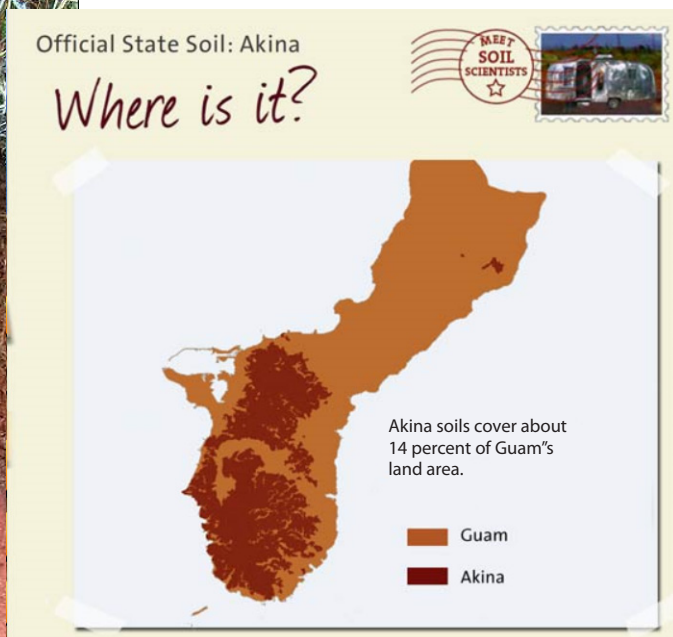 Official State Soil: Akina
Where is it?
MEET
SOIL
SCIENTISTS
Akina soils cover about
14 percent of Guam"s
land area.
Guam
Akina